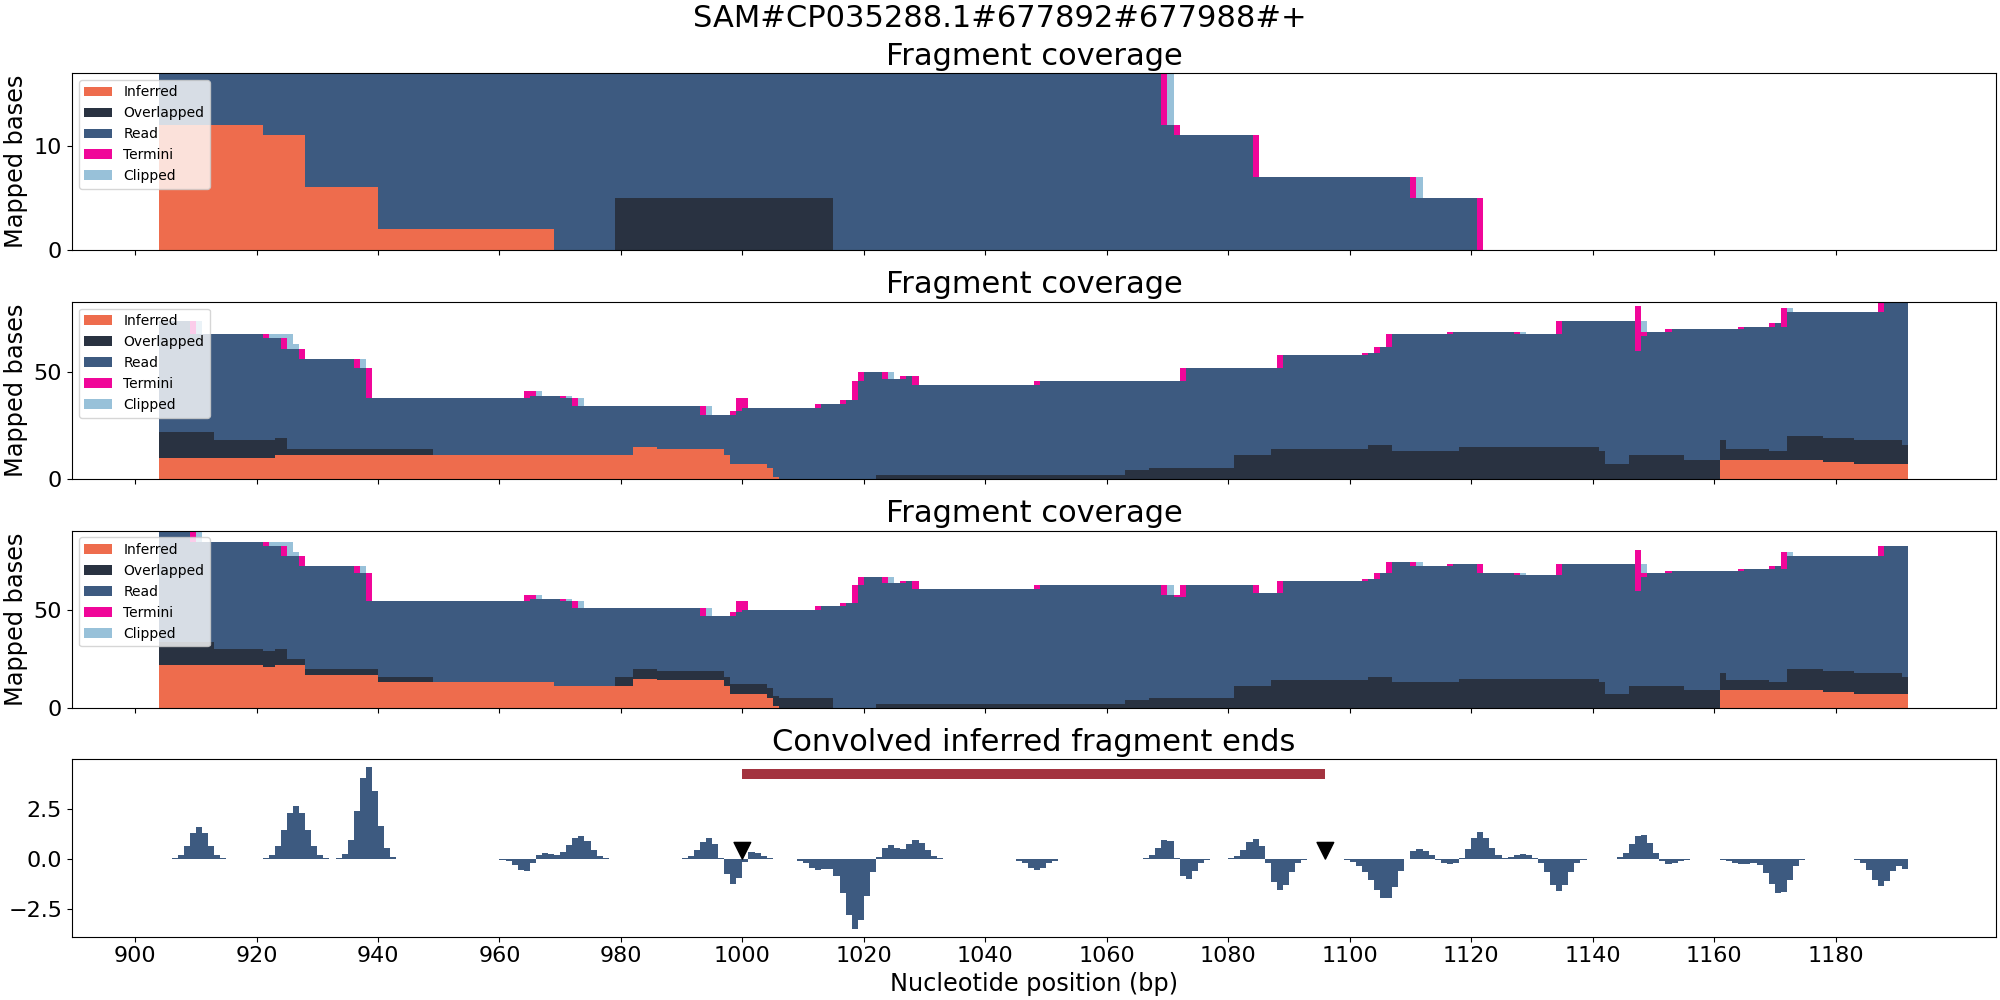 SAM#CP035288.1#677892#677988#+
Fragment coverage
Mapped bases
10
0
Inferred
Overlapped
Read
Termini
Clipped
Fragment coverage
Mapped bases
50
0
Inferred
Overlapped
Read
Termini
Clipped
Fragment coverage
Mapped bases
50
0
Inferred
Overlapped
Read
Termini
Clipped
Convolved inferred fragment ends
2.5
0.0
−2.5
900 920 940 960 980 1000 1020 1040 1060 1080 1100 1120 1140 1160 1180
Nucleotide position (bp)